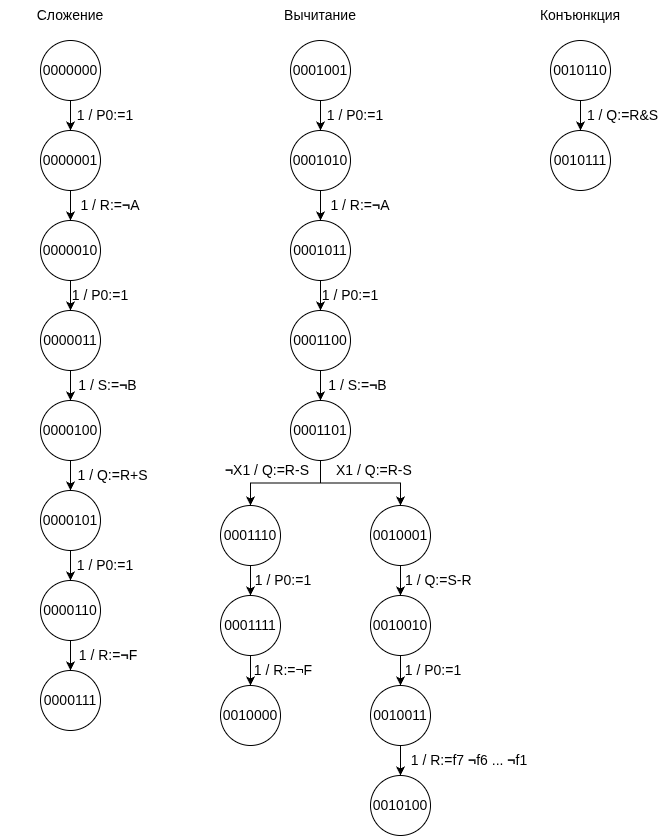 Сложение
0000000
1 / P0:=1
0000001
1 / R:=¬A
0000010
1 / P0:=1
0000011
1 / S:=¬B
0000100
1 / Q:=R+S
0000101
1 / P0:=1
0000110
1 / R:=¬F
0000111
Вычитание
0001001
1 / P0:=1
0001010
1 / R:=¬A
0001011
1 / P0:=1
0001100
1 / S:=¬B
0001101
¬X1 / Q:=R-S
0001110
1 / P0:=1
0001111
1 / R:=¬F
0010000
X1 / Q:=R-S
0010001
1 / Q:=S-R
0010010
1 / P0:=1
0010011
1 / R:=f7 ¬f6 ... ¬f1
0010100
Конъюнкция
0010110
1 / Q:=R&S
0010111